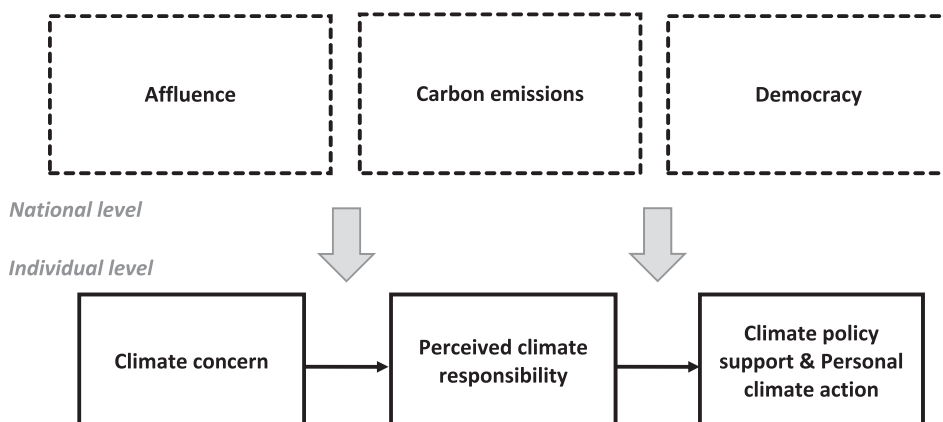 Affluence
Carbon emissions
Democracy
National level
Individual level
Climate concern
Perceived climate
responsibility
Climate policy
support & Personal
climate action